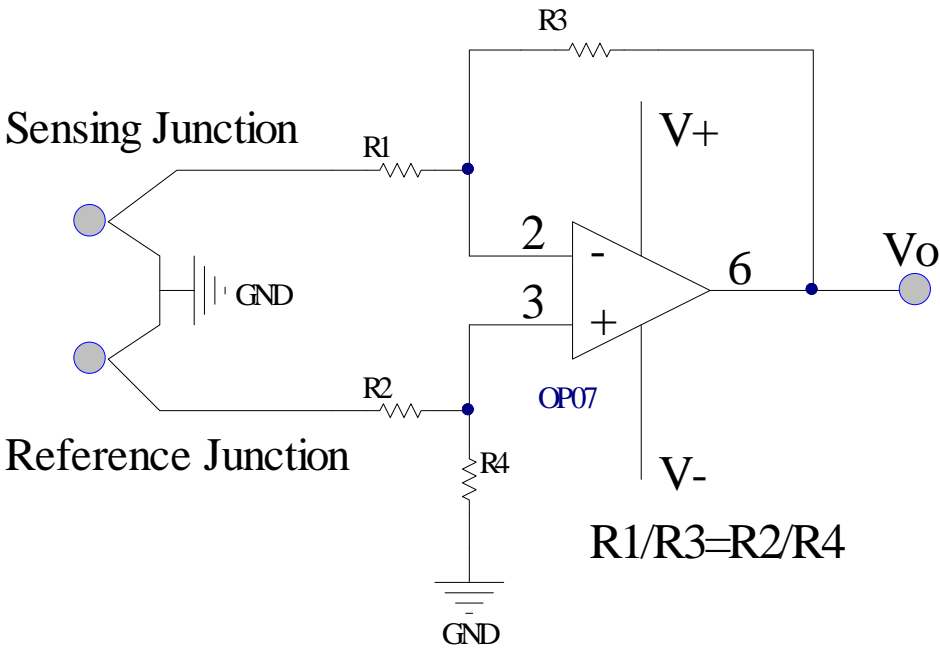 R3
Sensing Junction
V+
R1
2
-
6
Vo
GND
3
+
R2
OP07
Reference Junction
R4
V-
R1/R3=R2/R4
GND